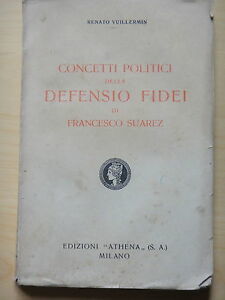 RENATO VUILLERMIN
CONCETTI POLITICI
DELLA
DEFENSIO FIDEI
DI
FRANCESCO SUAREZ
EDIZIONI "ATHENA" (S. A.)
MILANO